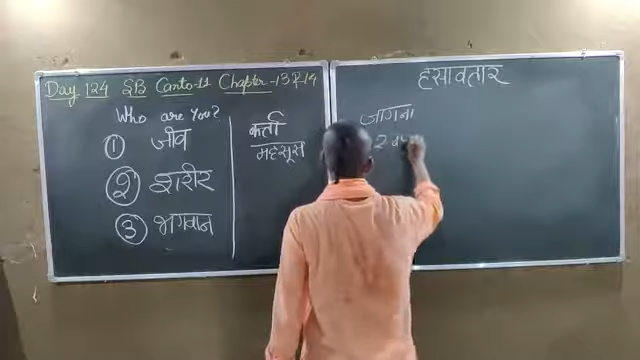 Day 124 SB Canto-11 Chapter-13 & 14
Who are You?
① जीव
② शरीर
③ भगवान
कर्ता
महसूस
हंसावतार
जागना